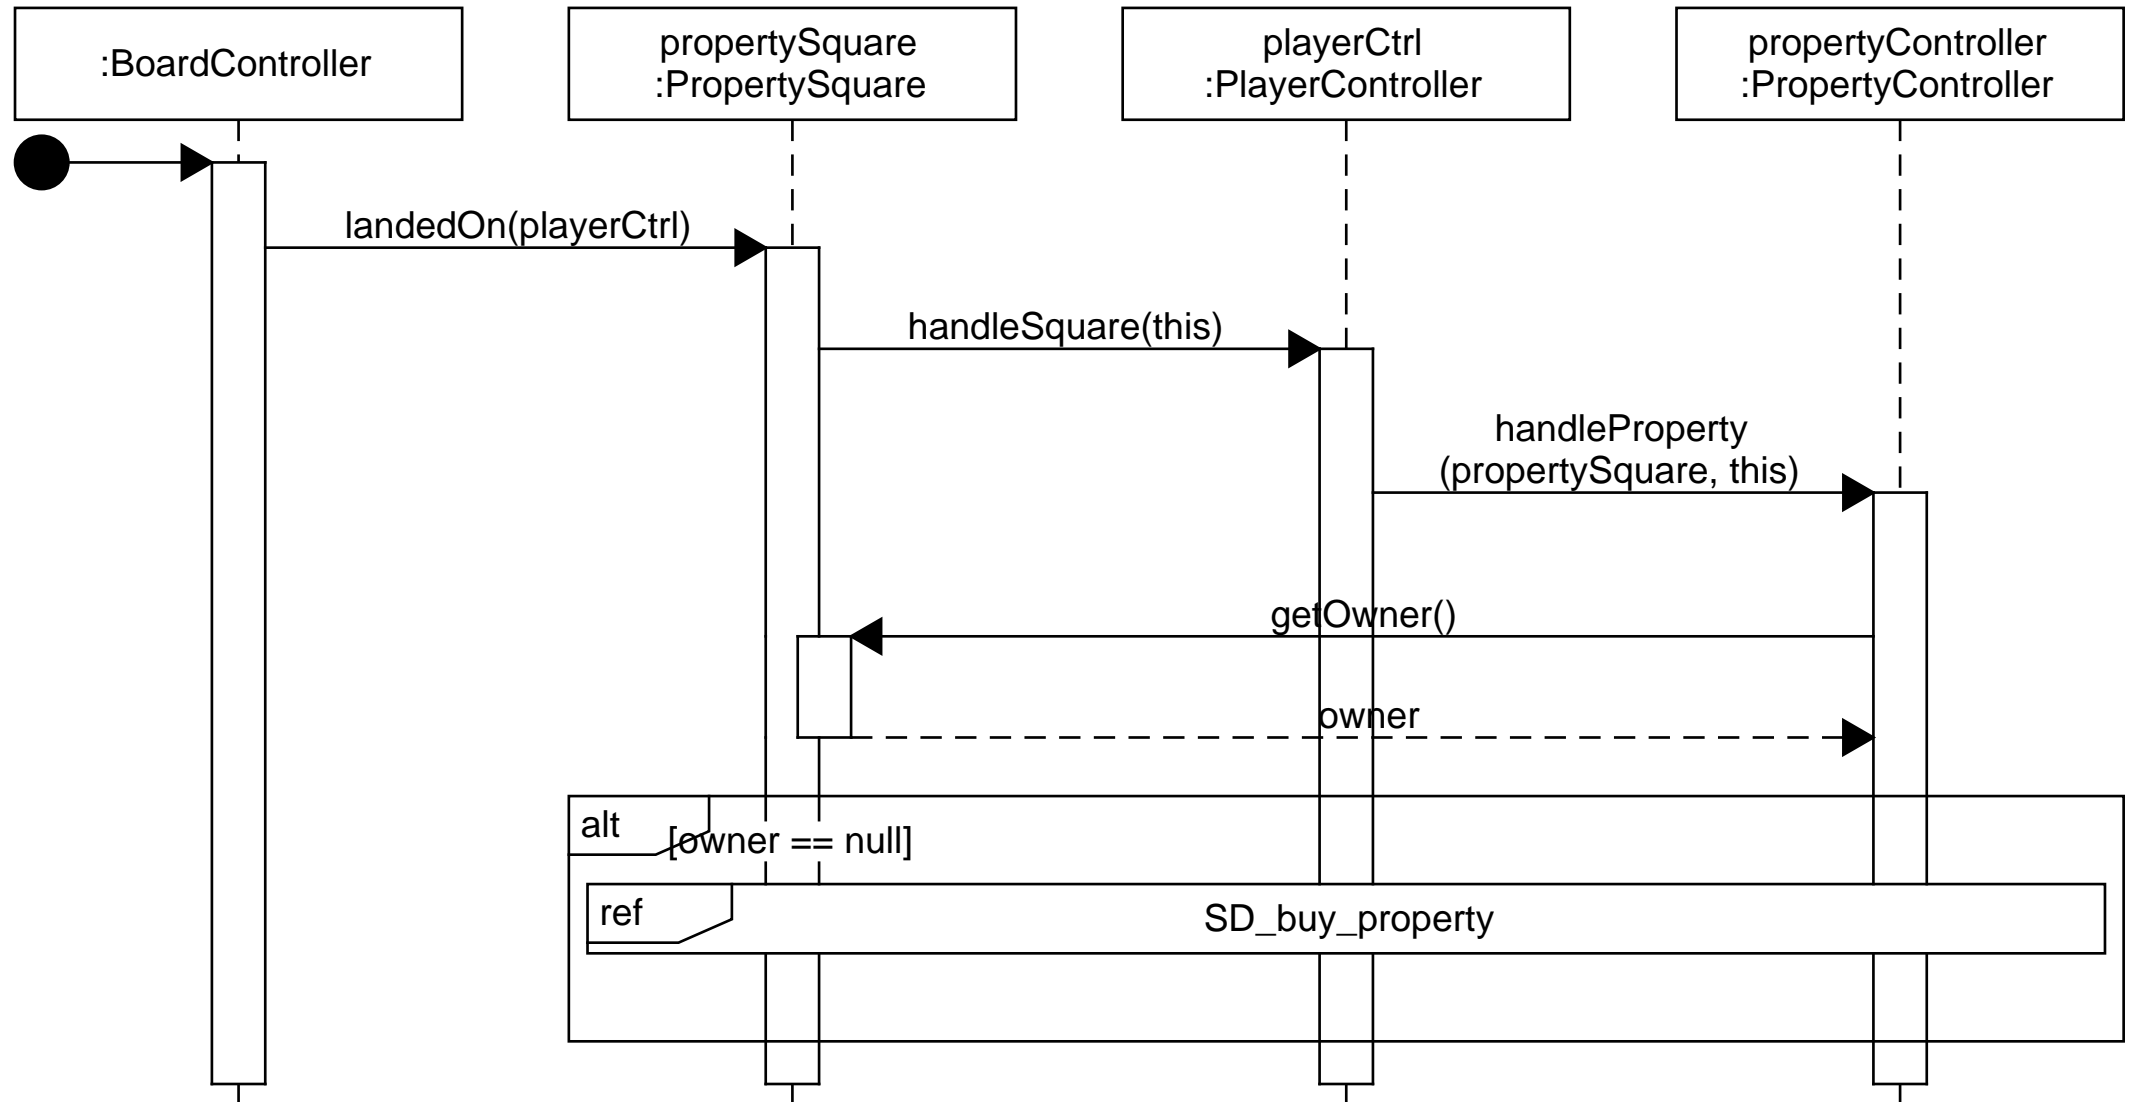 :BoardController
propertySquare
:PropertySquare
playerCtrl
:PlayerController
propertyController
:PropertyController
landedOn(playerCtrl)
handleSquare(this)
handleProperty
(propertySquare, this)
getOwner()
owner
alt
[owner == null]
ref
SD_buy_property